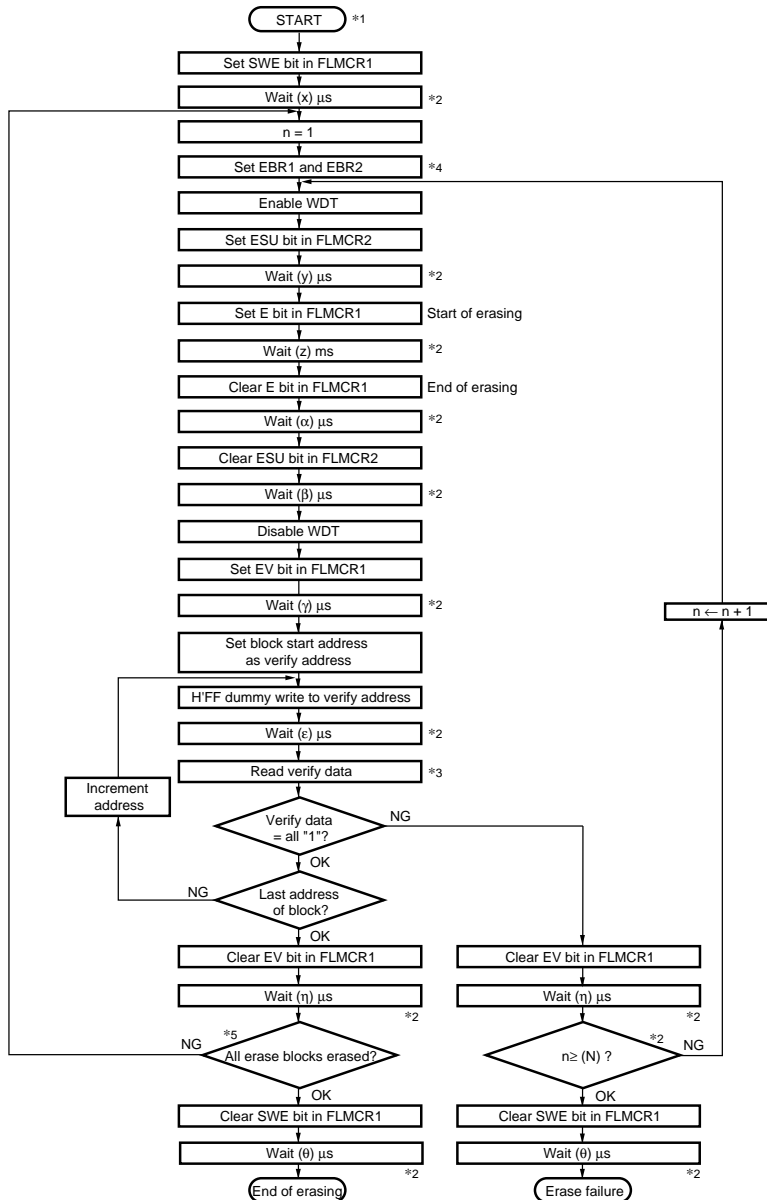 START *1
Set SWE bit in FLMCR1
Wait (x) μs *2
n = 1
Set EBR1 and EBR2 *4
Enable WDT
Set ESU bit in FLMCR2
Wait (y) μs *2
Set E bit in FLMCR1 Start of erasing
Wait (z) ms *2
Clear E bit in FLMCR1 End of erasing
Wait (α) μs *2
Clear ESU bit in FLMCR2
Wait (β) μs *2
Disable WDT
Set EV bit in FLMCR1
Wait (γ) μs *2
n ← n + 1
Set block start address
as verify address
H'FF dummy write to verify address
Wait (ε) μs *2
Read verify data *3
Increment
address
Verify data
= all "1"?
NG
OK
NG
Last address
of block?
OK
Clear EV bit in FLMCR1
Clear EV bit in FLMCR1
Wait (η) μs
Wait (η) μs
*2
*2
NG
*5
All erase blocks erased?
n≥ (N) ?
*2
NG
OK
OK
Clear SWE bit in FLMCR1
Clear SWE bit in FLMCR1
Wait (θ) μs
Wait (θ) μs
*2
*2
End of erasing
Erase failure